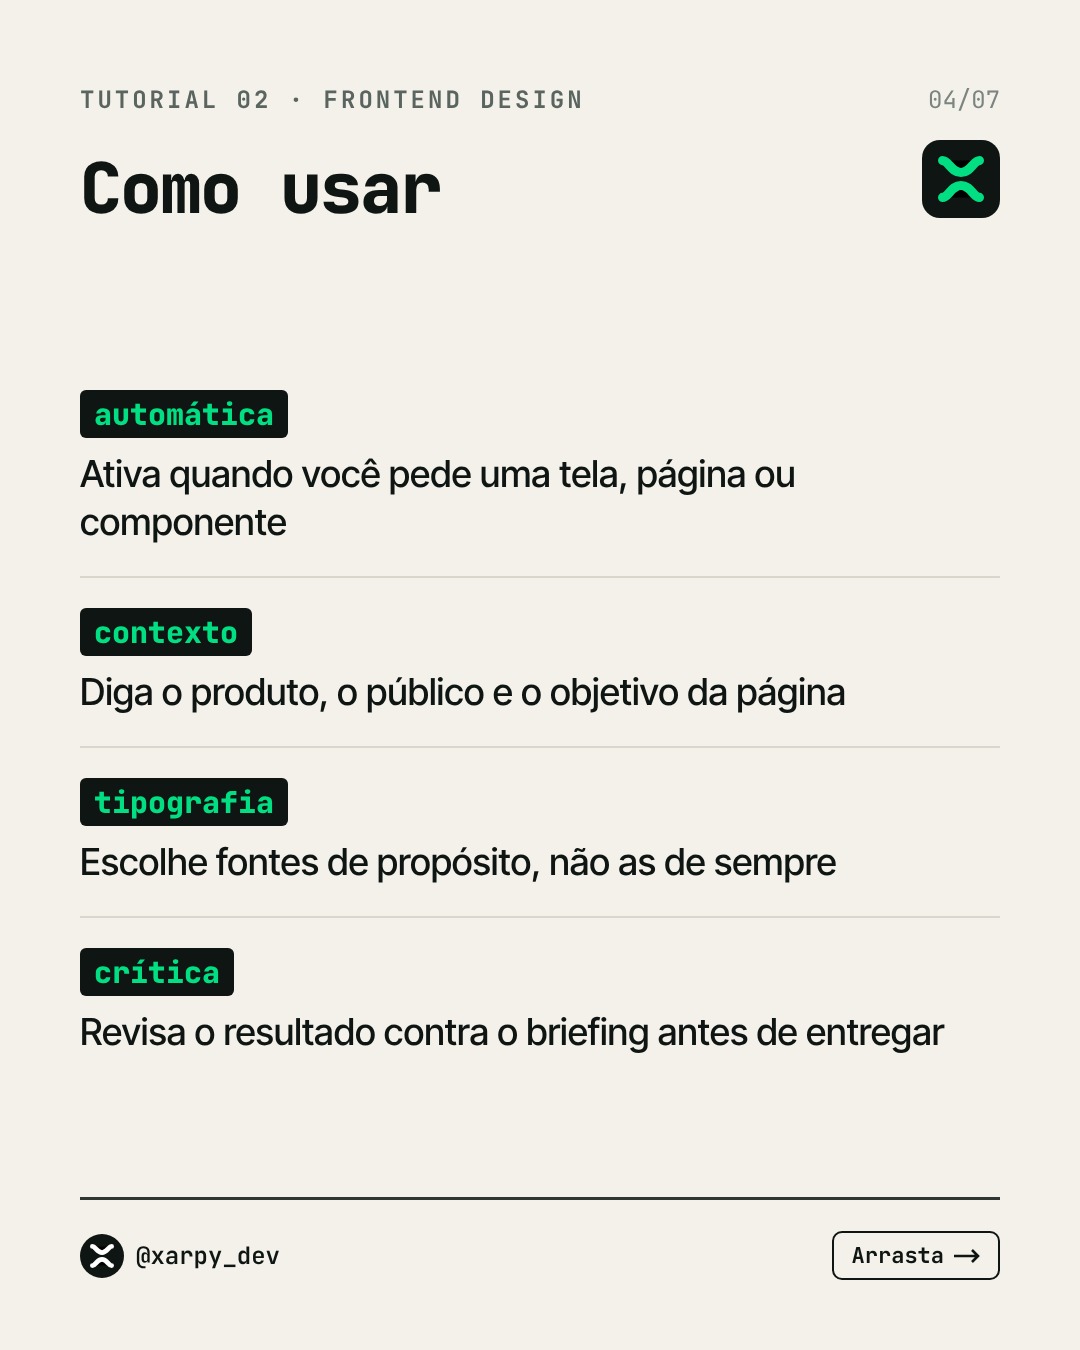 TUTORIAL 02 · FRONTEND DESIGN
04/07
Como usar
automática
Ativa quando você pede uma tela, página ou
componente
contexto
Diga o produto, o público e o objetivo da página
tipografia
Escolhe fontes de propósito, não as de sempre
crítica
Revisa o resultado contra o briefing antes de entregar
@xarpy_dev
Arrasta →